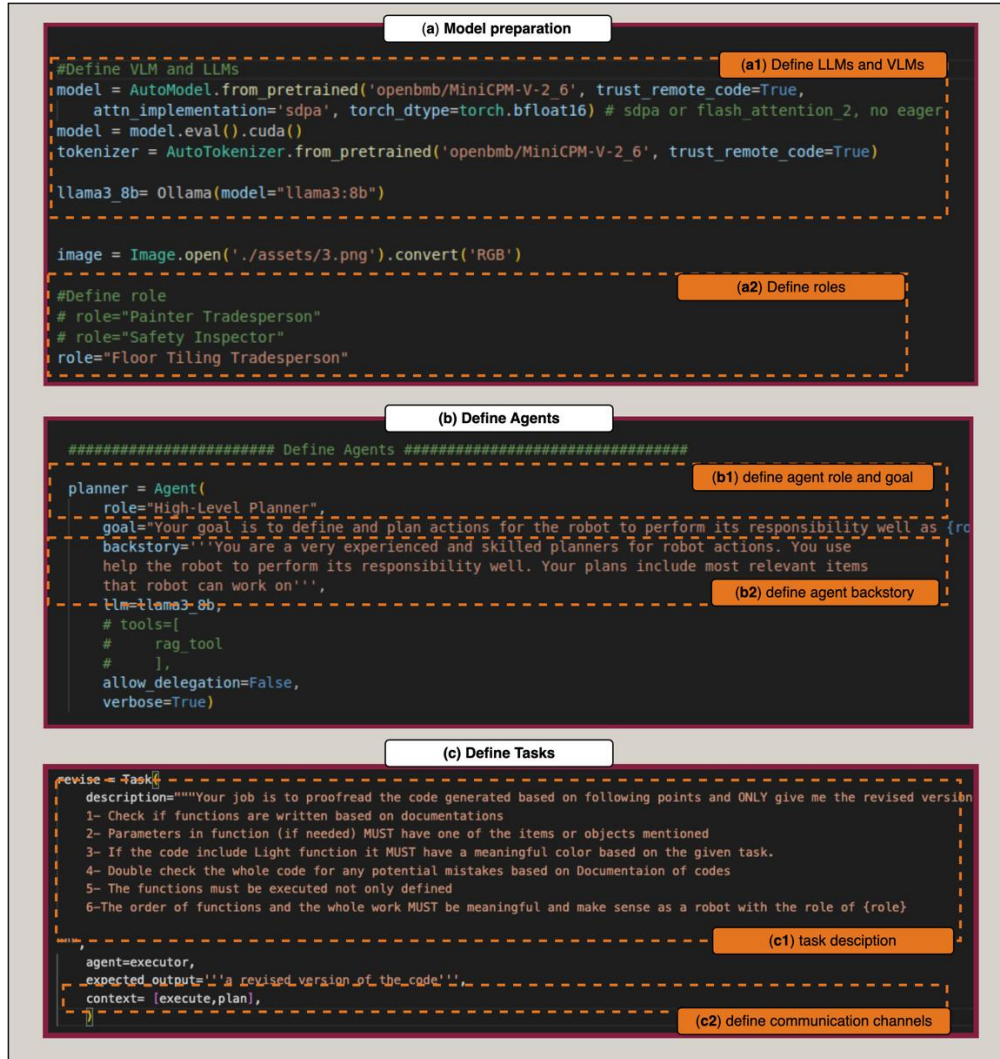 (a) Model preparation
(a1) Define LLMs and VLMs
#Define VLM and LLMs
model = AutoModel.from_pretrained('openbmb/MiniCPM-V-2_6', trust_remote_code=True,
    attn_implementation='sdpa', torch_dtype=torch.bfloat16) # sdpa or flash_attention_2, no eager
model = model.eval().cuda()
tokenizer = AutoTokenizer.from_pretrained('openbmb/MiniCPM-V-2_6', trust_remote_code=True)
llama3_8b= Ollama(model="llama3:8b")
image = Image.open('./assets/3.png').convert('RGB')
(a2) Define roles
#Define role
# role="Painter Tradesperson"
# role="Safety Inspector"
role="Floor Tiling Tradesperson"
(b) Define Agents
######################## Define Agents #################################
(b1) define agent role and goal
planner = Agent(
    role="High-Level Planner",
    goal="Your goal is to define and plan actions for the robot to perform its responsibility well as {ro
    backstory='''You are a very experienced and skilled planners for robot actions. You use
    help the robot to perform its responsibility well. Your plans include most relevant items
    that robot can work on''',
(b2) define agent backstory
    llm=llama3_8b,
    # tools=[
    #     rag_tool
    #     ],
    allow_delegation=False,
    verbose=True)
(c) Define Tasks
revise = Task(
    description="""Your job is to proofread the code generated based on following points and ONLY give me the revised version
    1- Check if functions are written based on documentations
    2- Parameters in function (if needed) MUST have one of the items or objects mentioned
    3- If the code include Light function it MUST have a meaningful color based on the given task.
    4- Double check the whole code for any potential mistakes based on Documentaion of codes
    5- The functions must be executed not only defined
    6-The order of functions and the whole work MUST be meaningful and make sense as a robot with the role of {role}
""",
(c1) task desciption
    agent=executor,
    expected_output='''a revised version of the code''',
    context= [execute,plan],
    )
(c2) define communication channels